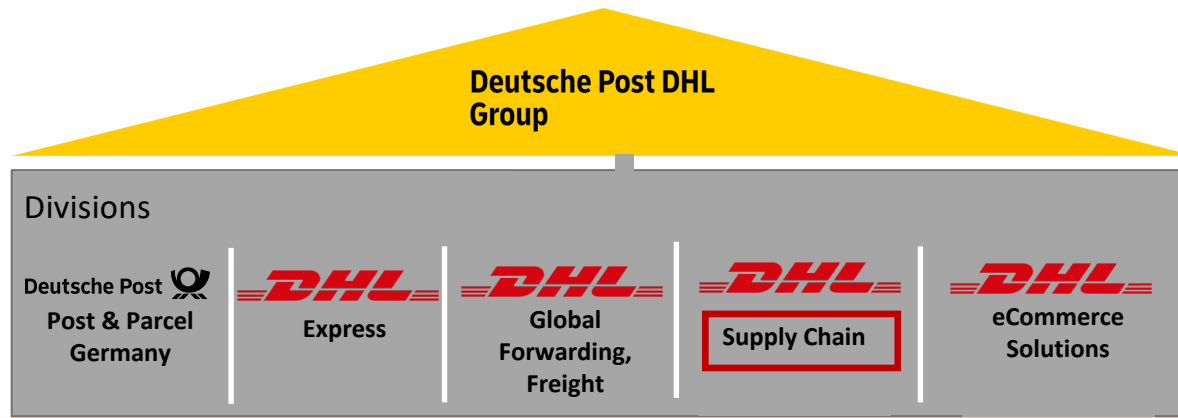 Deutsche Post DHL
Group
Divisions
Deutsche Post
Post & Parcel
Germany
DHL
Express
DHL
Global
Forwarding,
Freight
DHL
Supply Chain
DHL
eCommerce
Solutions